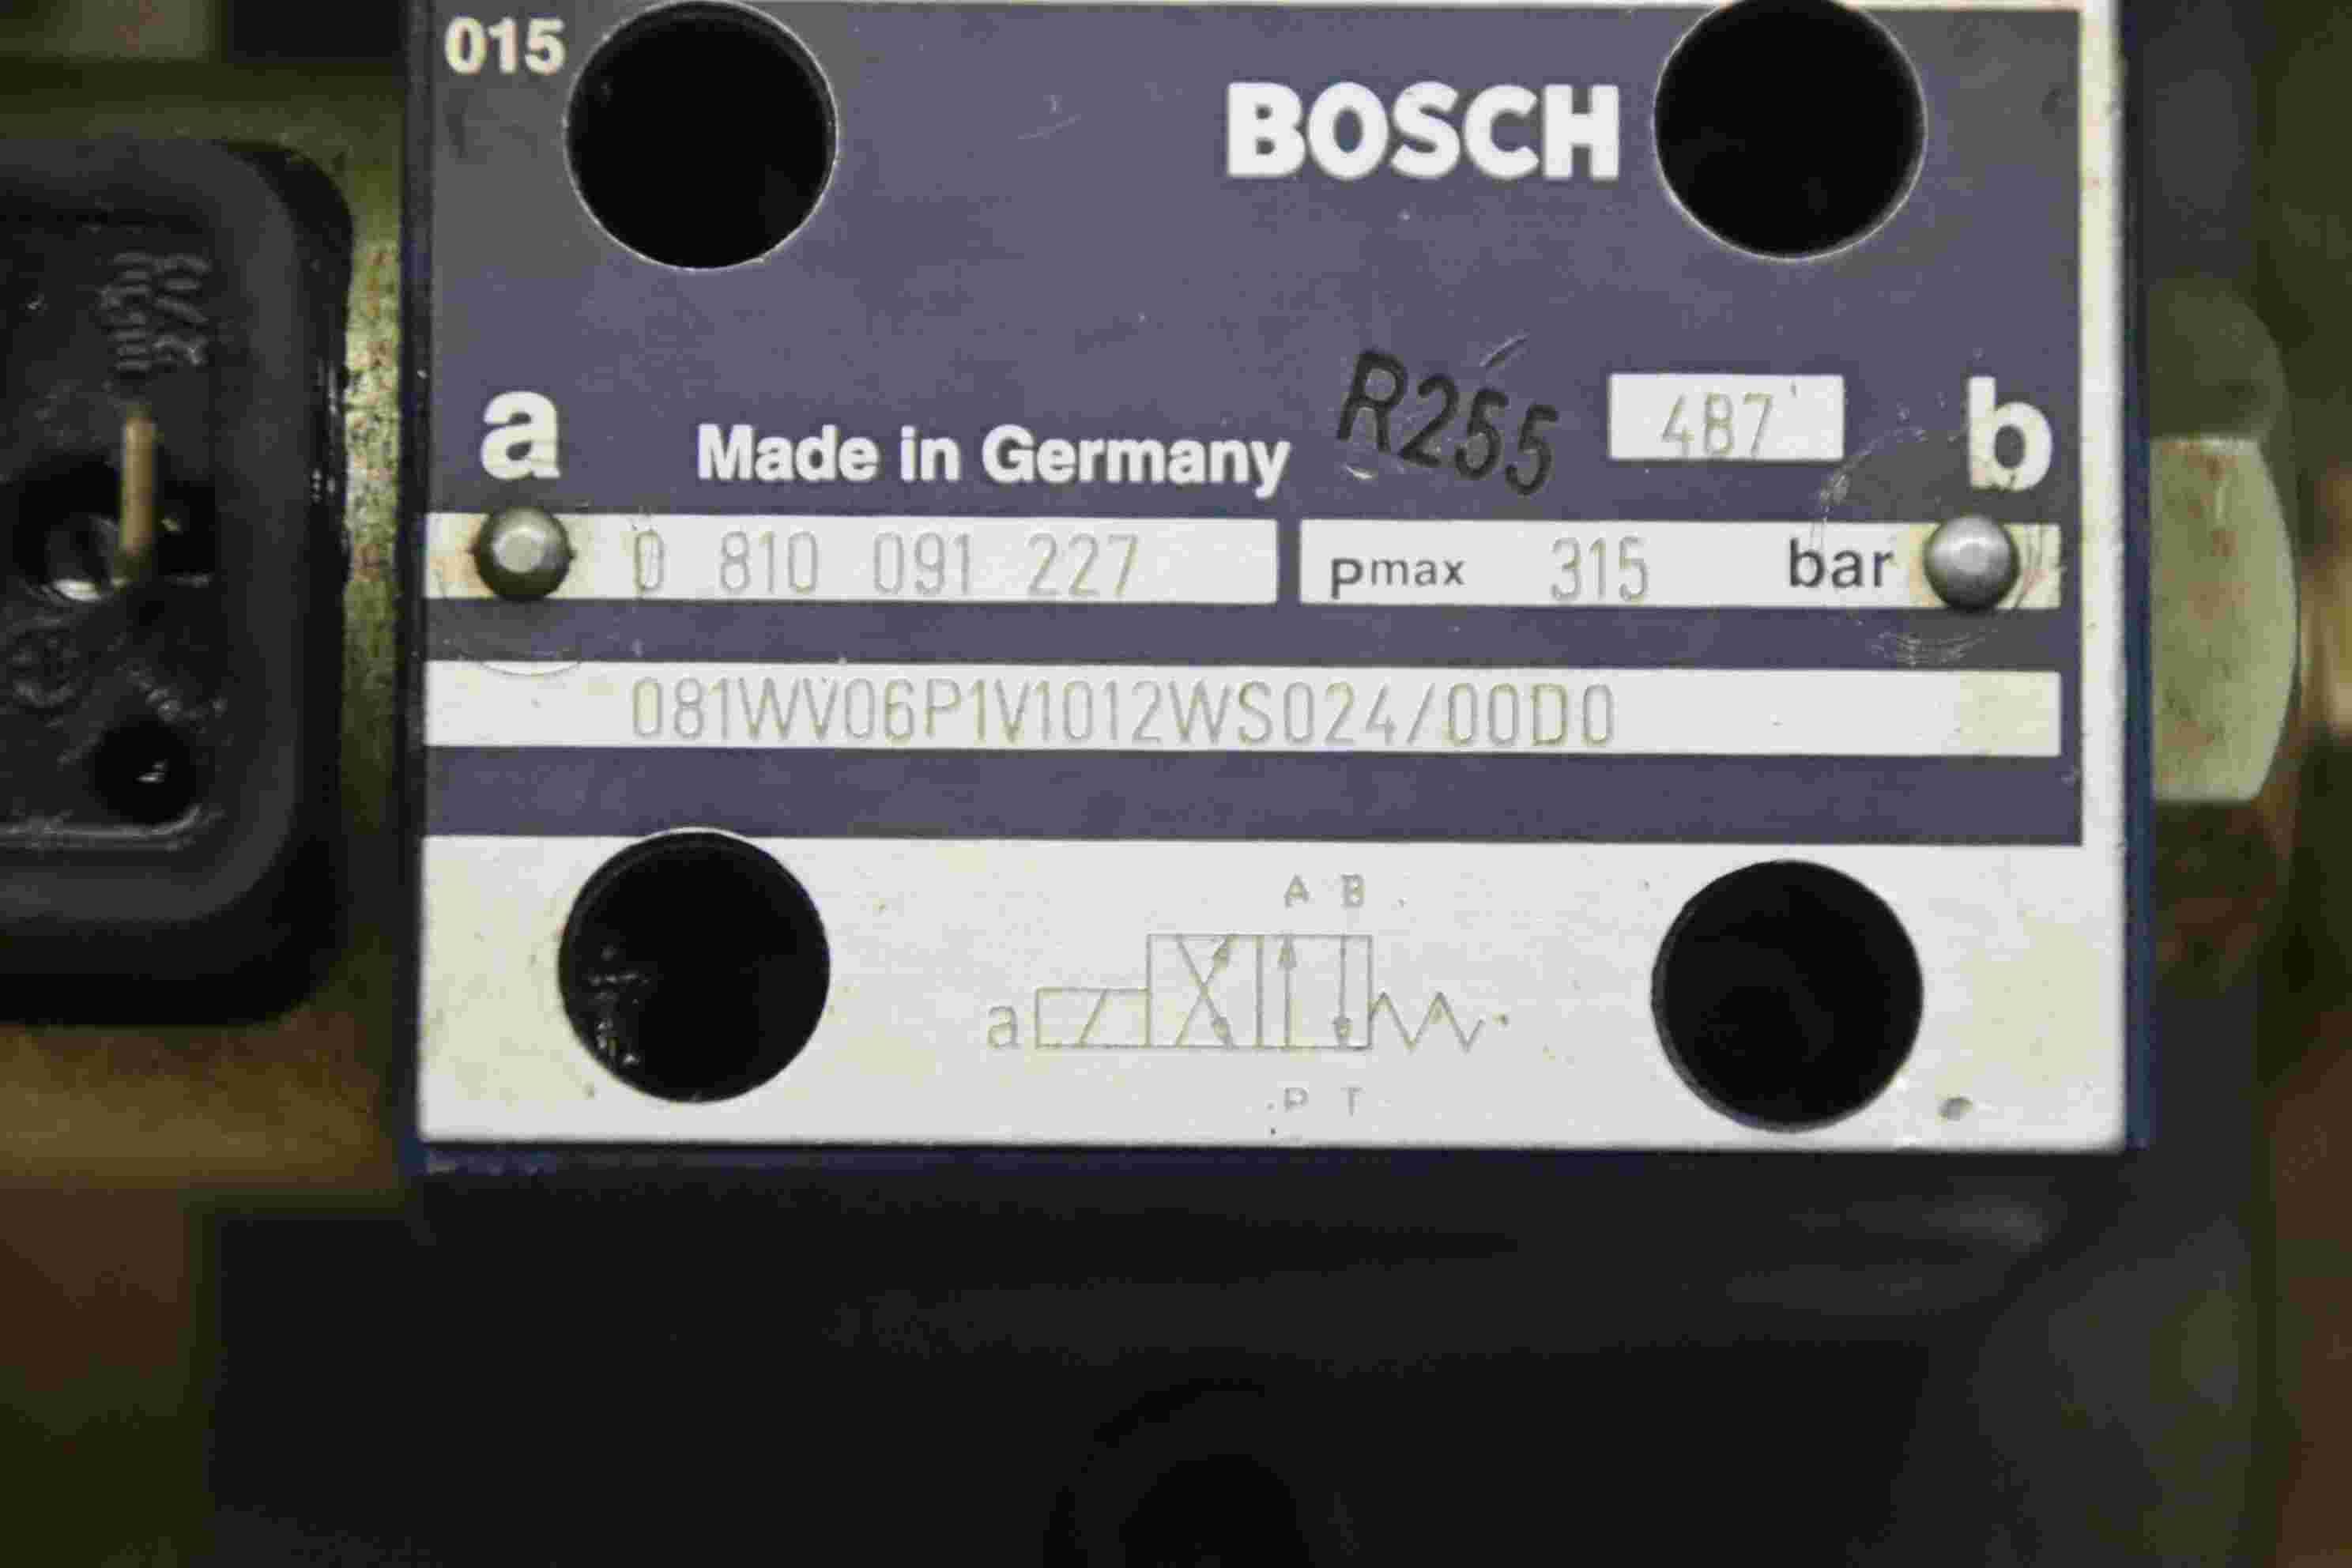 015
BOSCH
R255
487
a
b
Made in Germany
0 810 091 227
pmax 315 bar
081WV06P1V1012WS024/00D0
A B
a
P T